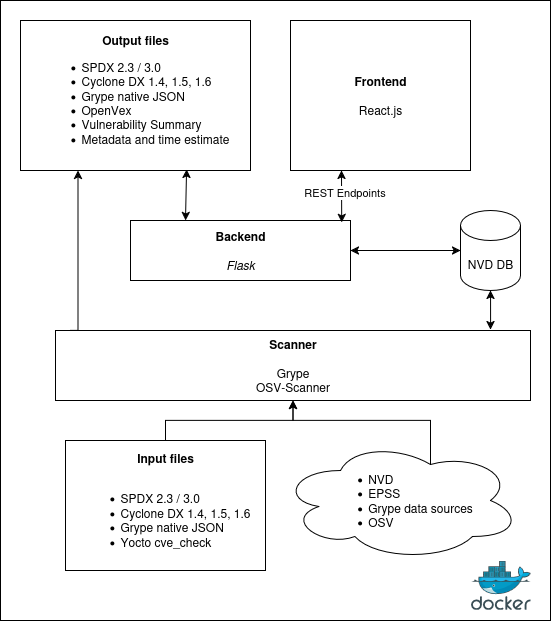 Output files
SPDX 2.3 / 3.0
Cyclone DX 1.4, 1.5, 1.6
Grype native JSON
OpenVex
Vulnerability Summary
Metadata and time estimate
Frontend
React.js
REST Endpoints
Backend
Flask
NVD DB
Scanner
Grype
OSV-Scanner
Input files
SPDX 2.3 / 3.0
Cyclone DX 1.4, 1.5, 1.6
Grype native JSON
Yocto cve_check
NVD
EPSS
Grype data sources
OSV
docker